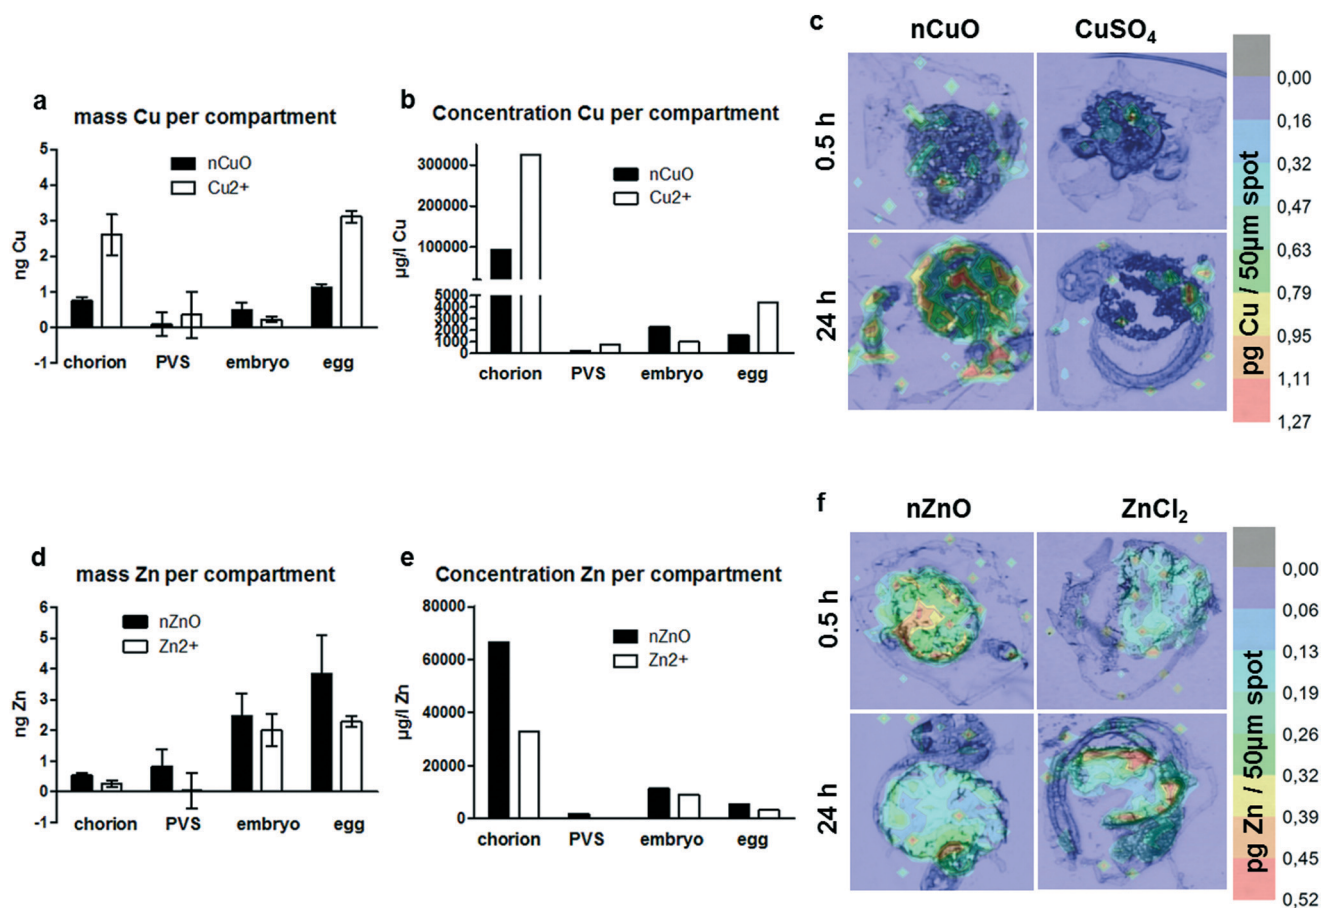 a
mass Cu per compartment
ng Cu
5
4
3
2
1
0
-1
nCuO
Cu2+
chorion PVS embryo egg
b
Concentration Cu per compartment
µg/l Cu
300000
200000
100000
5000
4000
3000
2000
1000
0
nCuO
Cu2+
chorion PVS embryo egg
c
nCuO CuSO₄
0.5 h
24 h
pg Cu / 50µm spot
0,00
0,16
0,32
0,47
0,63
0,79
0,95
1,11
1,27
d
mass Zn per compartment
ng Zn
6
5
4
3
2
1
0
-1
nZnO
Zn2+
chorion PVS embryo egg
e
Concentration Zn per compartment
µg/l Zn
80000
60000
40000
20000
0
nZnO
Zn2+
chorion PVS embryo egg
f
nZnO ZnCl₂
0.5 h
24 h
pg Zn / 50µm spot
0,00
0,06
0,13
0,19
0,26
0,32
0,39
0,45
0,52